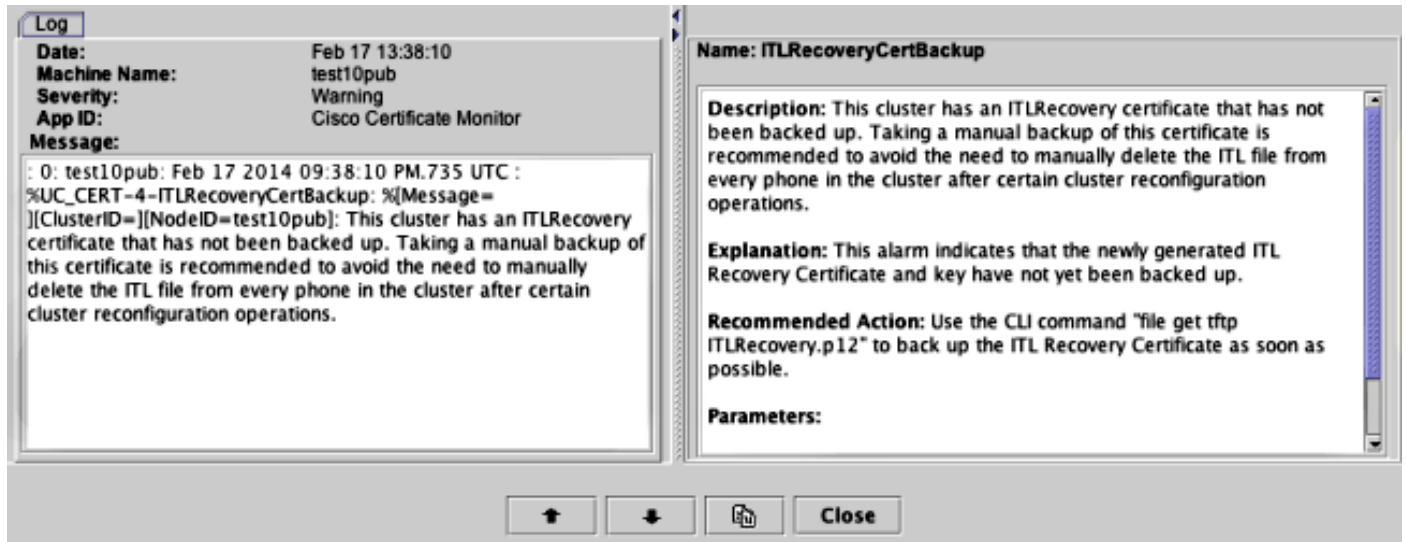 Log
Date: Feb 17 13:38:10
Machine Name: test10pub
Severity: Warning
App ID: Cisco Certificate Monitor
Message:
: 0: test10pub: Feb 17 2014 09:38:10 PM.735 UTC :
%UC_CERT-4-ITLRecoveryCertBackup: %[Message=
][ClusterID=][NodeID=test10pub]: This cluster has an ITLRecovery
certificate that has not been backed up. Taking a manual backup of
this certificate is recommended to avoid the need to manually
delete the ITL file from every phone in the cluster after certain
cluster reconfiguration operations.
Name: ITLRecoveryCertBackup
Description: This cluster has an ITLRecovery certificate that has not
been backed up. Taking a manual backup of this certificate is
recommended to avoid the need to manually delete the ITL file from
every phone in the cluster after certain cluster reconfiguration
operations.
Explanation: This alarm indicates that the newly generated ITL
Recovery Certificate and key have not yet been backed up.
Recommended Action: Use the CLI command "file get tftp
ITLRecovery.p12" to back up the ITL Recovery Certificate as soon as
possible.
Parameters:
Close